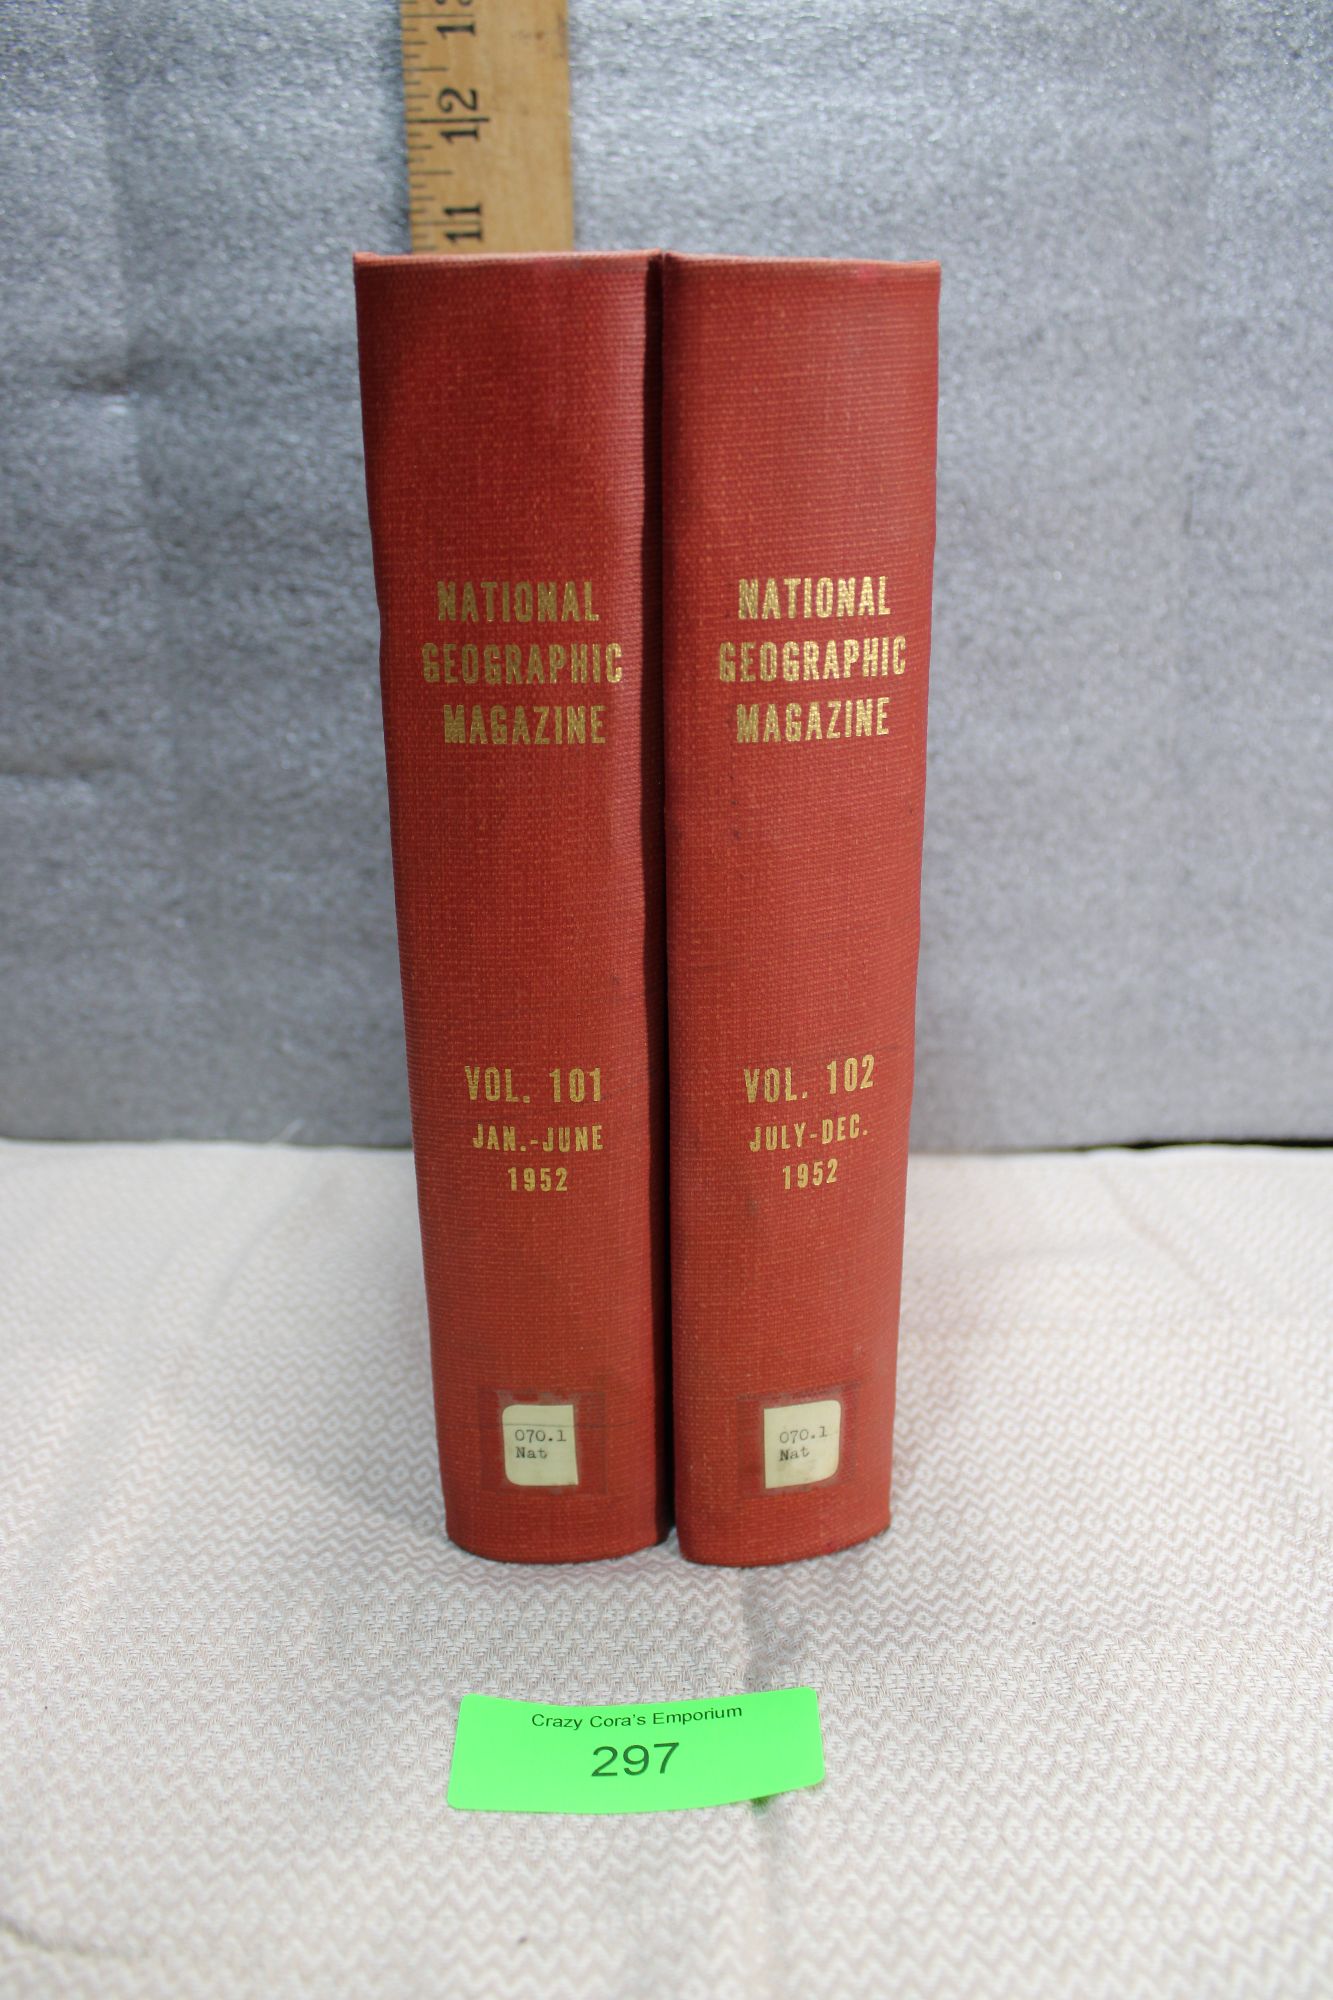 11
12
NATIONAL
GEOGRAPHIC
MAGAZINE
VOL. 101
JAN.-JUNE
1952
070.1
Nat
NATIONAL
GEOGRAPHIC
MAGAZINE
VOL. 102
JULY-DEC.
1952
070.1
Nat
Crazy Cora's Emporium
297